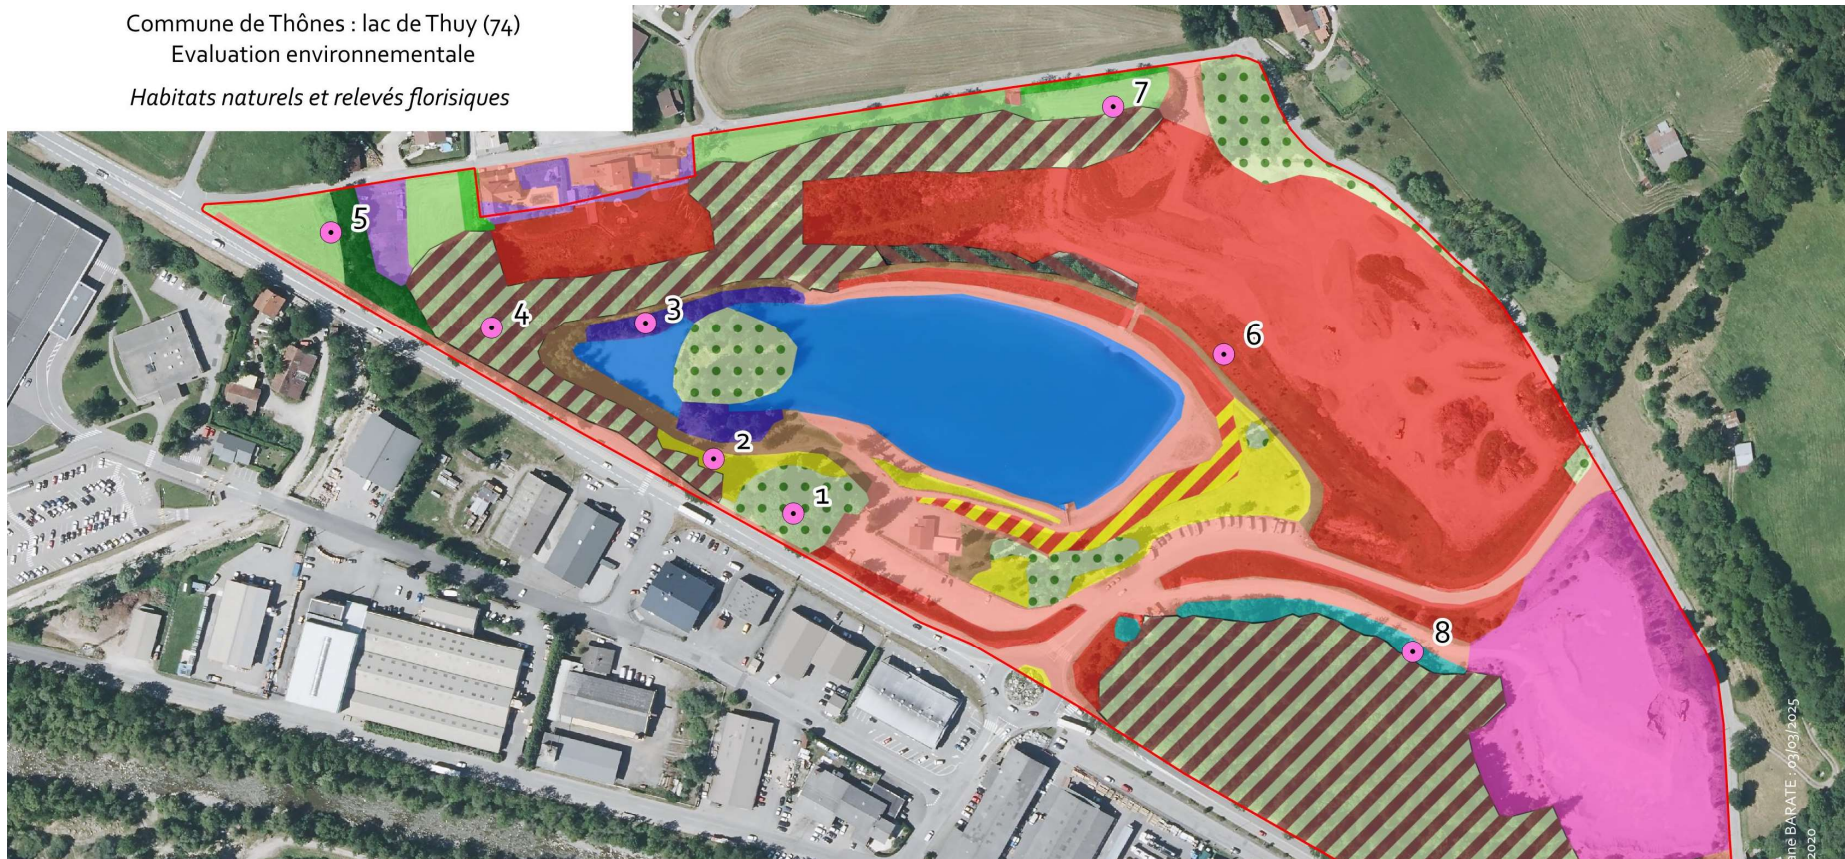 Commune de Thônes : lac de Thuy (74)
Evaluation environnementale
Habitats naturels et relevés florisiques
7
5
3
4
6
2
1
8
BARATE : 03/03/2025
2020